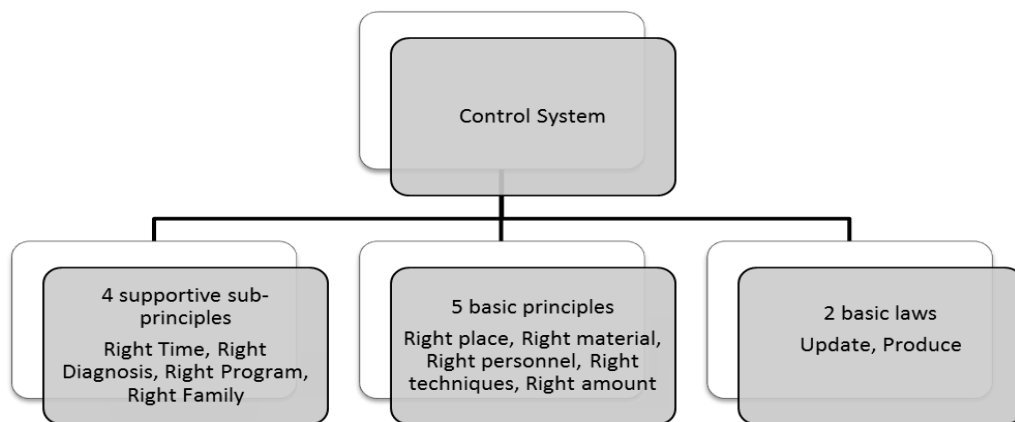 Control System
4 supportive sub-
principles
Right Time, Right
Diagnosis, Right Program,
Right Family
5 basic principles
Right place, Right material,
Right personnel, Right
techniques, Right amount
2 basic laws
Update, Produce